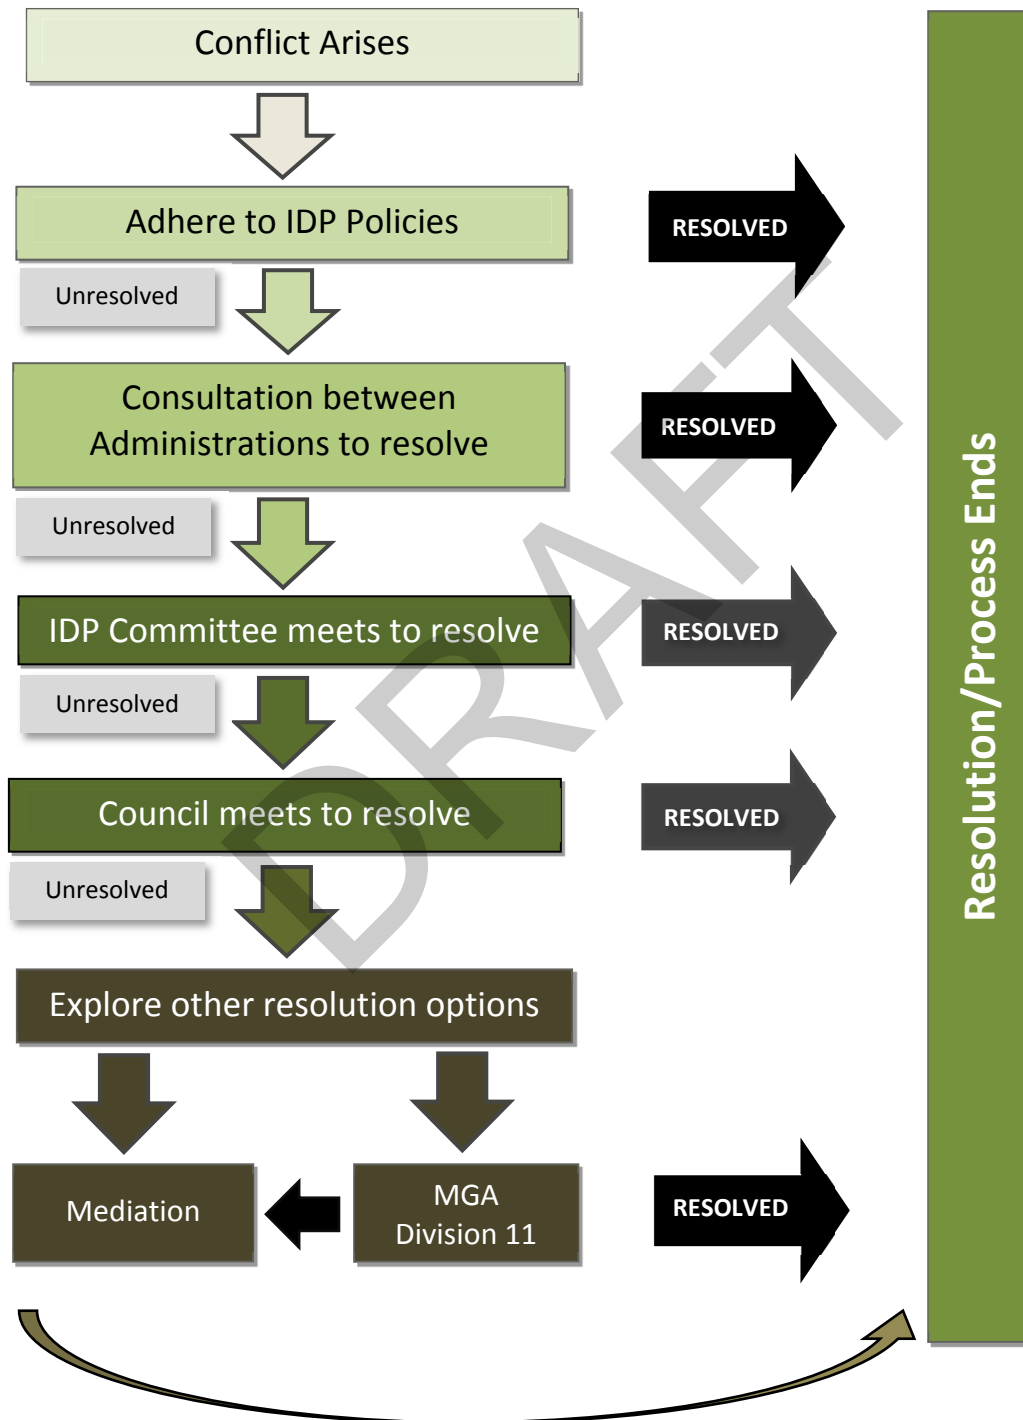 Conflict Arises
Adhere to IDP Policies
RESOLVED
Unresolved
Consultation between
Administrations to resolve
RESOLVED
Unresolved
IDP Committee meets to resolve
RESOLVED
Unresolved
Council meets to resolve
RESOLVED
Unresolved
Explore other resolution options
Mediation
MGA
Division 11
RESOLVED
Resolution/Process Ends
DRAFT